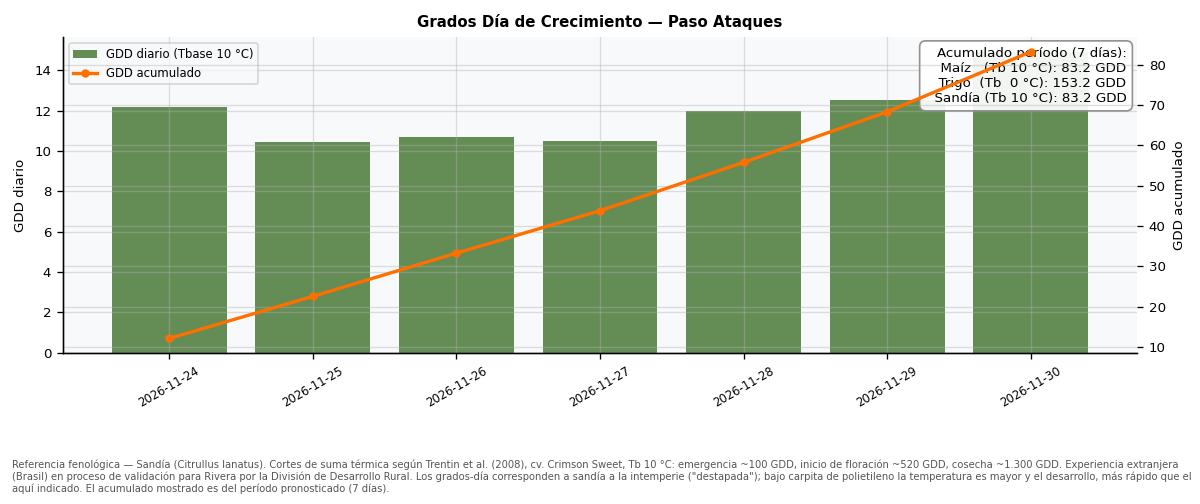 Grados Día de Crecimiento — Paso Ataques
GDD diario (Tbase 10 °C)
GDD acumulado
Acumulado período (7 días):
Maíz (Tb 10 °C): 83.2 GDD
Trigo (Tb 0 °C): 153.2 GDD
Sandía (Tb 10 °C): 83.2 GDD
GDD diario
14
12
10
8
6
4
2
0
GDD acumulado
80
70
60
50
40
30
20
10
2026-11-24
2026-11-25
2026-11-26
2026-11-27
2026-11-28
2026-11-29
2026-11-30
Referencia fenológica — Sandía (Citrullus lanatus). Cortes de suma térmica según Trentin et al. (2008), cv. Crimson Sweet, Tb 10 °C: emergencia ~100 GDD, inicio de floración ~520 GDD, cosecha ~1.300 GDD. Experiencia extranjera
(Brasil) en proceso de validación para Rivera por la División de Desarrollo Rural. Los grados-día corresponden a sandía a la intemperie ("destapada"); bajo carpita de polietileno la temperatura es mayor y el desarrollo, más rápido que el
aquí indicado. El acumulado mostrado es del período pronosticado (7 días).